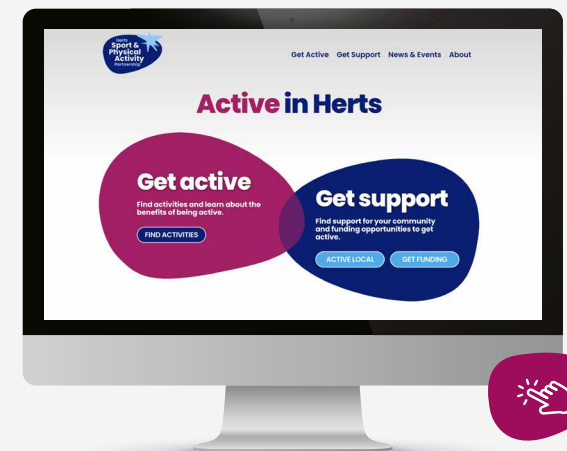 Herts
Sport &
Physical
Activity
Partnership
Get Active Get Support News & Events About
Active in Herts
Get active
Find activities and learn about the
benefits of being active.
FIND ACTIVITIES
Get support
Find support for your community
and funding opportunities to get
active.
ACTIVE LOCAL GET FUNDING